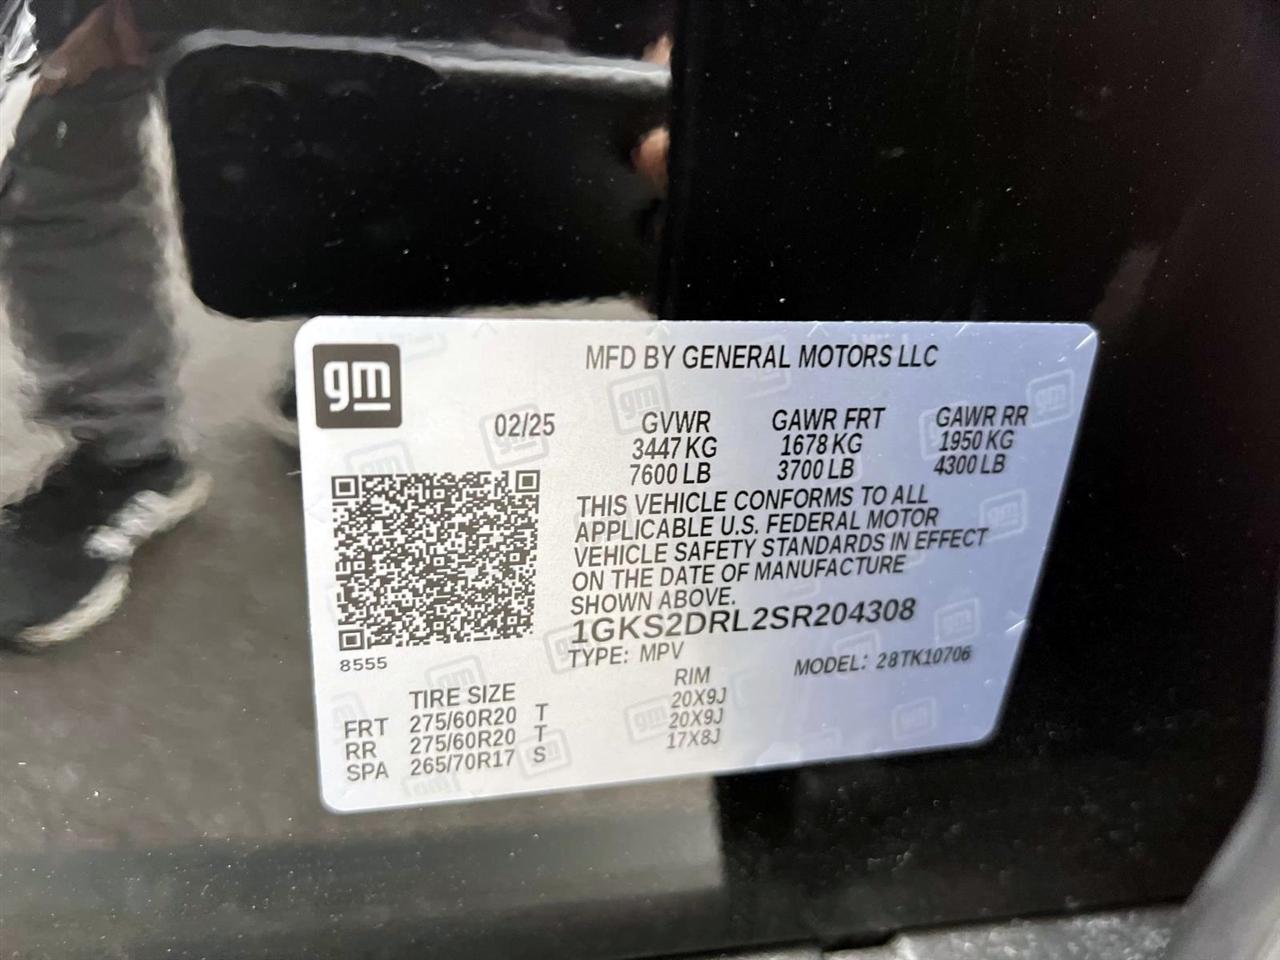 gm
MFD BY GENERAL MOTORS LLC
02/25
GVWR GAWR FRT GAWR RR
3447 KG 1678 KG 1950 KG
7600 LB 3700 LB 4300 LB
THIS VEHICLE CONFORMS TO ALL
APPLICABLE U.S. FEDERAL MOTOR
VEHICLE SAFETY STANDARDS IN EFFECT
ON THE DATE OF MANUFACTURE
SHOWN ABOVE.
1GKS2DRL2SR204308
8555
TYPE: MPV MODEL: 28TK10706
TIRE SIZE RIM
FRT 275/60R20 T 20X9J
RR 275/60R20 T 20X9J
SPA 265/70R17 S 17X8J